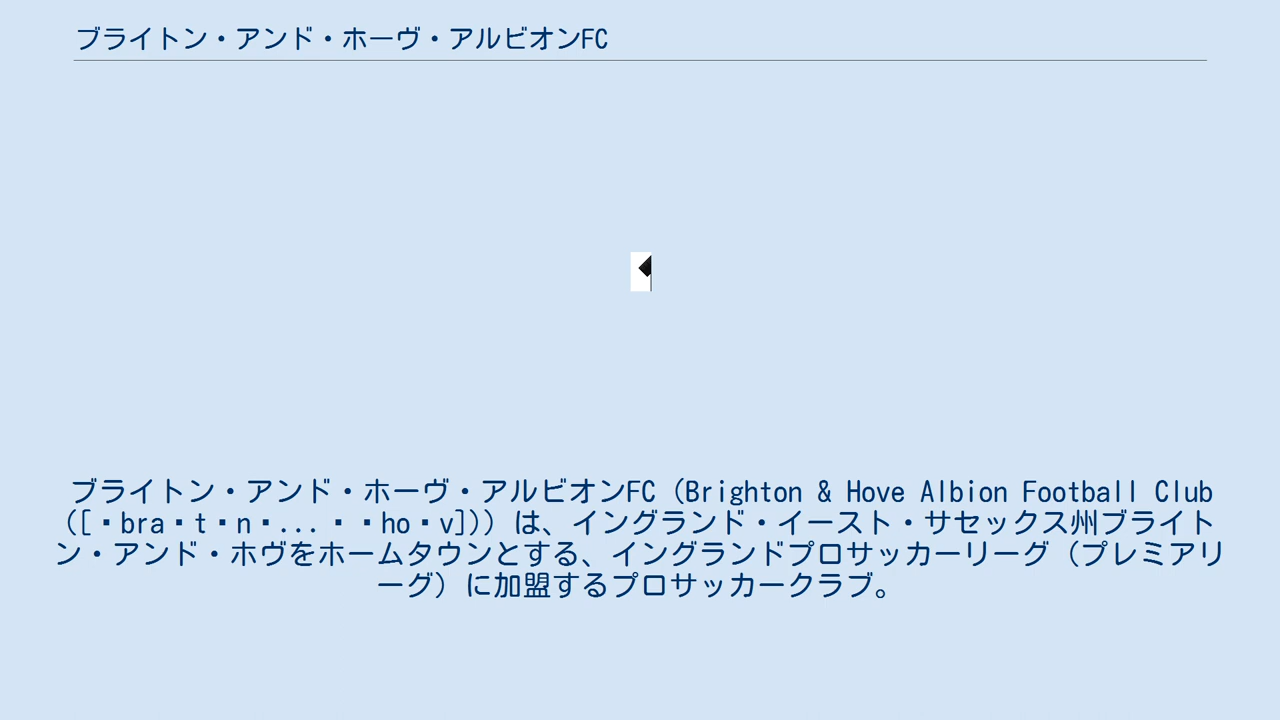 ブライトン・アンド・ホーヴ・アルビオンFC
ブライトン・アンド・ホーヴ・アルビオンFC（Brighton & Hove Albion Football Club
（[▪bra▪t▪n▪...▪▪ho▪v]））は、イングランド・イースト・サセックス州ブライト
ン・アンド・ホヴをホームタウンとする、イングランドプロサッカーリーグ（プレミアリ
ーグ）に加盟するプロサッカークラブ。